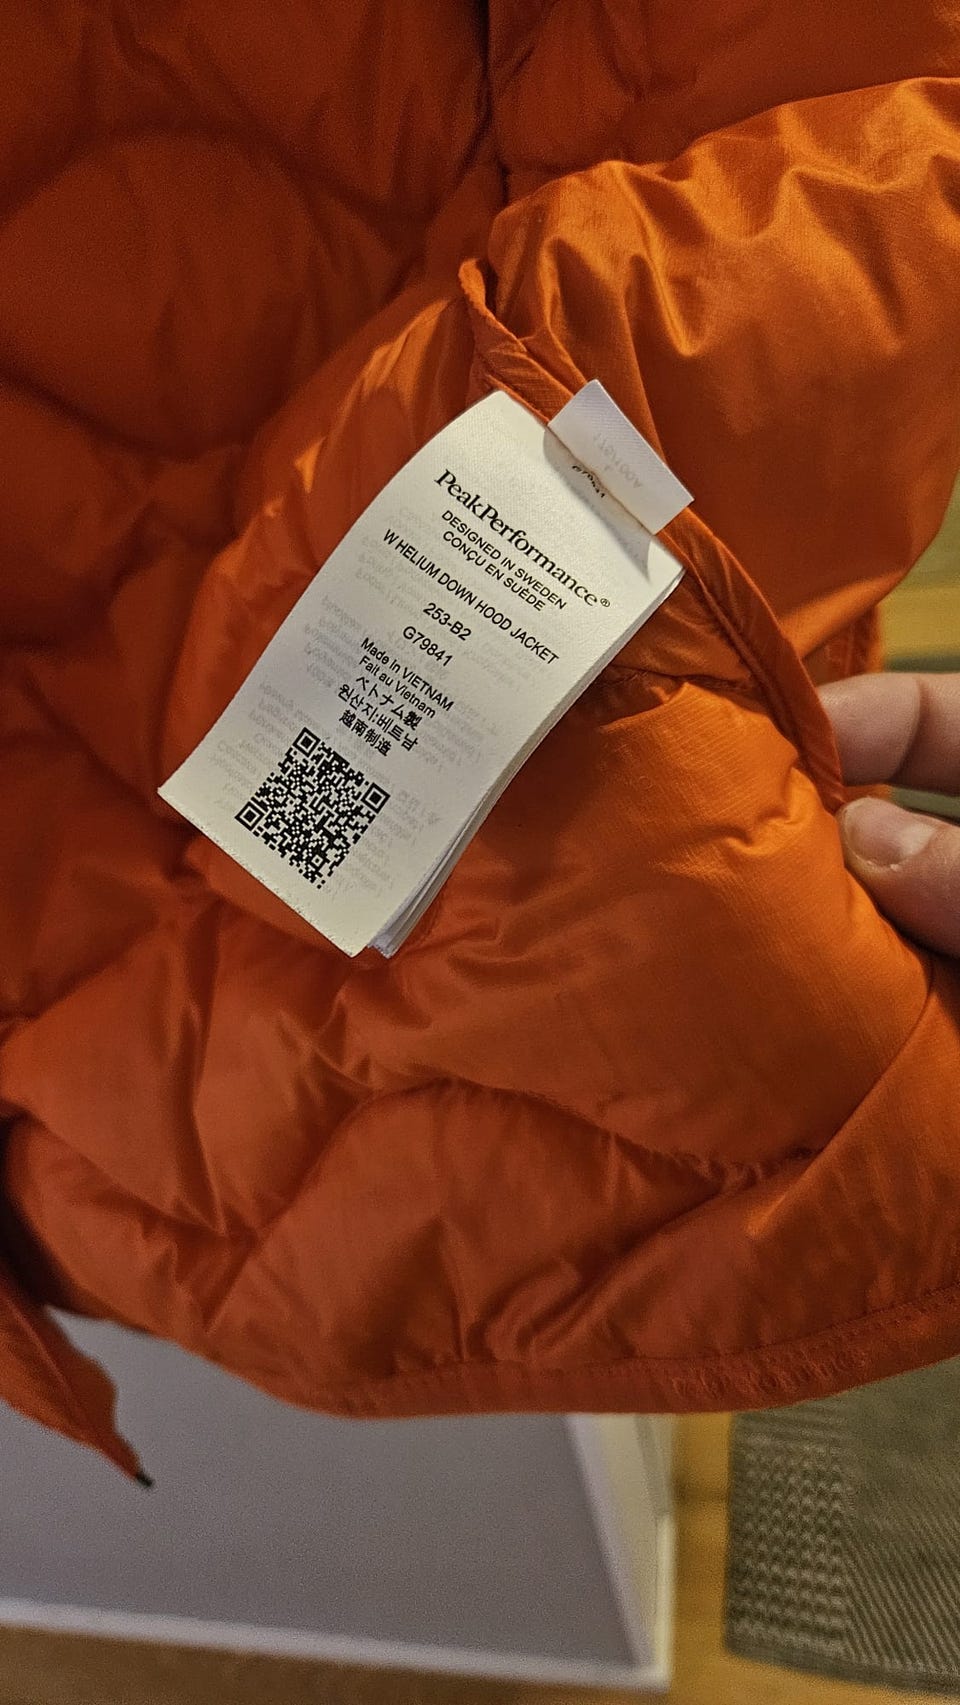 PeakPerformance®
DESIGNED IN SWEDEN
CONÇU EN SUÈDE
W HELIUM DOWN HOOD JACKET
253-B2
G79841
Made in VIETNAM
Fait au Vietnam
ベトナム製
원산지:베트남
越南制造
G79841